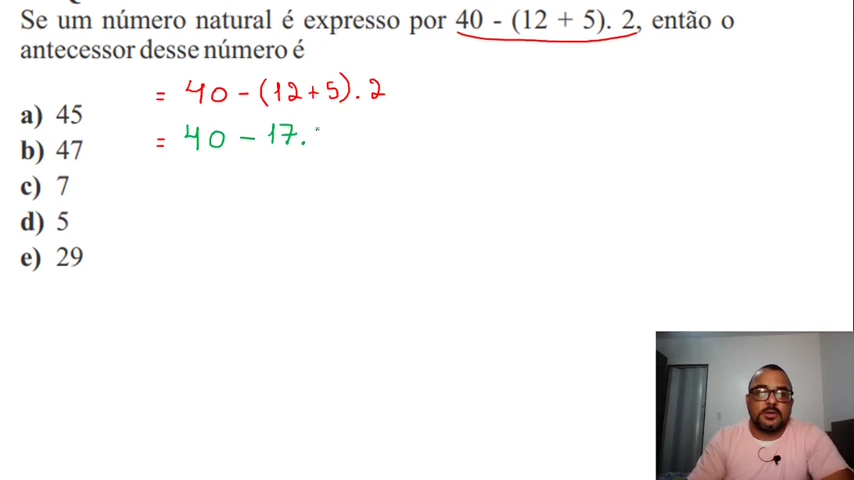 Se um número natural é expresso por 40 - (12 + 5). 2, então o
antecessor desse número é
= 40 - (12 + 5) . 2
a) 45
= 40 - 17.
b) 47
c) 7
d) 5
e) 29